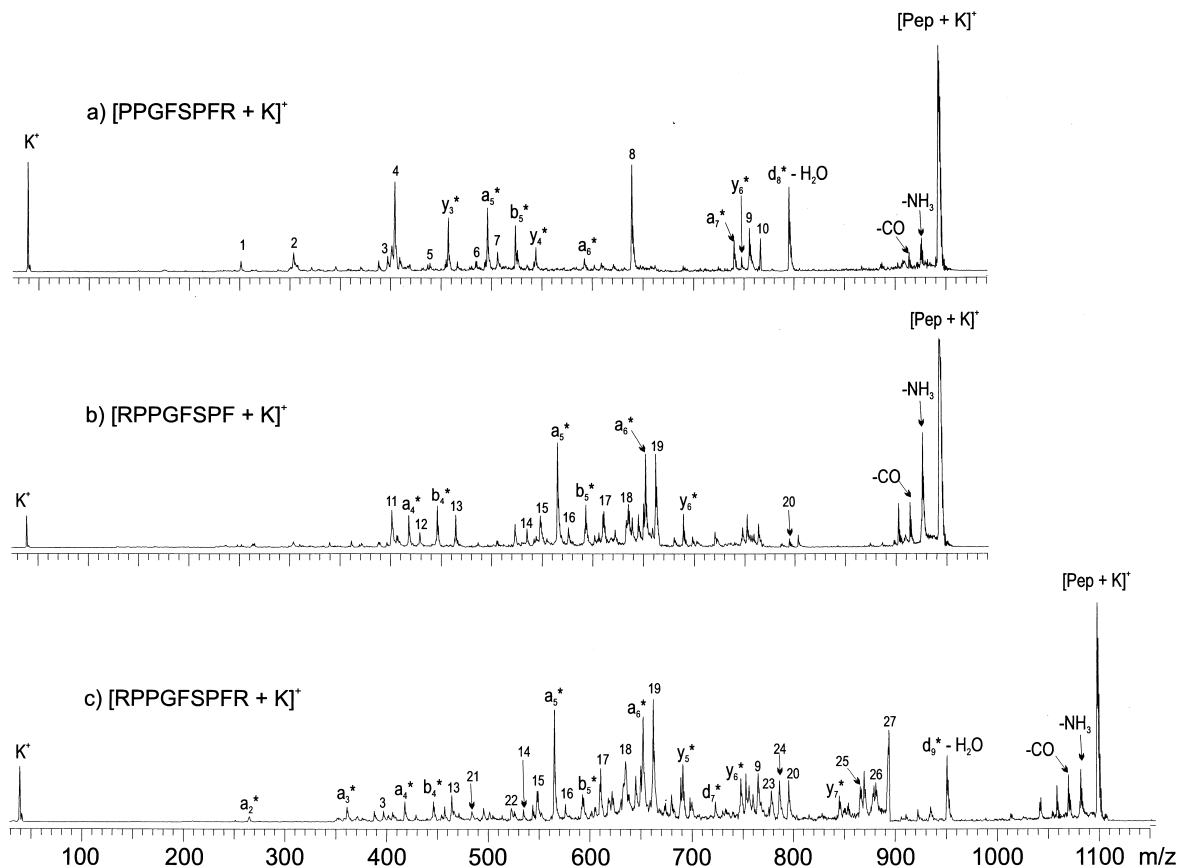 [Pep + K]⁺
a) [PPGFSPFR + K]⁺
K⁺
1
2
3
4
5
y₃*
6
a₅*
7
b₅*
y₄*
a₆*
8
a₇*
y₆*
9
10
d₈* - H₂O
-CO
-NH₃
[Pep + K]⁺
b) [RPPGFSPF + K]⁺
K⁺
11
a₄*
12
b₄*
13
14
15
a₅*
16
b₅*
17
18
a₆*
19
y₆*
20
-CO
-NH₃
[Pep + K]⁺
c) [RPPGFSPFR + K]⁺
K⁺
a₂*
a₃*
3
a₄*
b₄*
13
21
22
14
15
a₅*
16
b₅*
17
18
a₆*
19
y₅*
d₇*
y₆*
9
23
24
20
y₇*
25
26
27
d₉* - H₂O
-CO
-NH₃
100 200 300 400 500 600 700 800 900 1000 1100 m/z